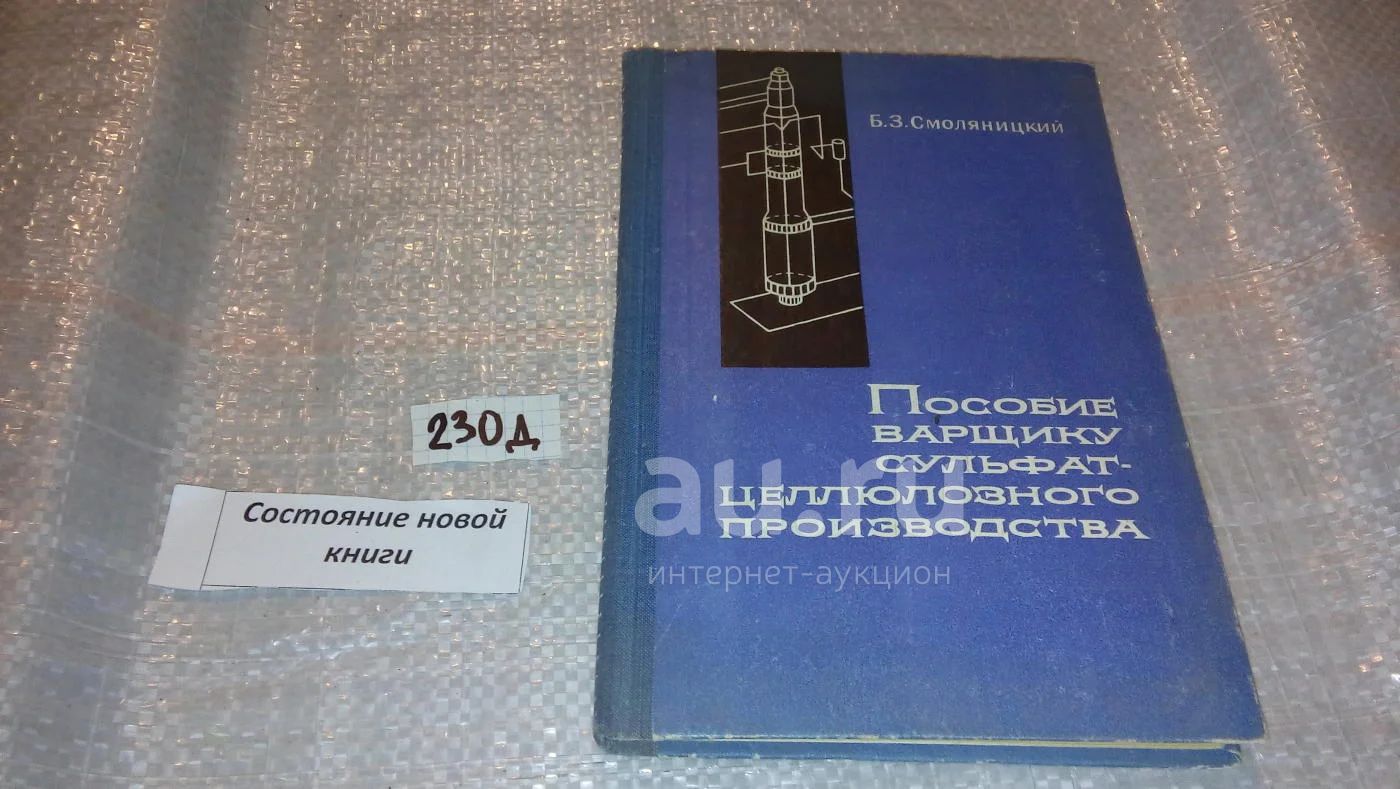 Б.З.Смоляницкий
Пособие
варщику
сульфат-
целлюлозного
производства
230д
Состояние новой
книги
au.ru
интернет-аукцион